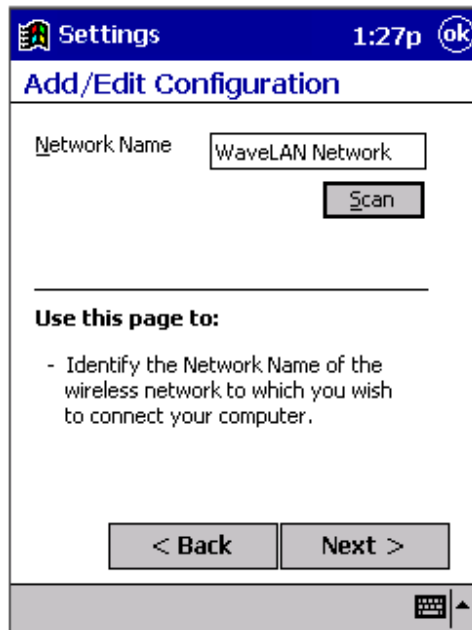 Settings 1:27p ok
Add/Edit Configuration
Network Name WaveLAN Network
Scan
Use this page to:
- Identify the Network Name of the
wireless network to which you wish
to connect your computer.
< Back Next >